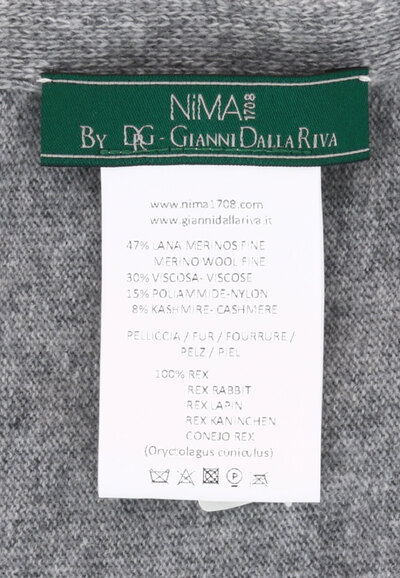 NiMA 1708
BY DRG - GIANNI DALLA RIVA
www.nima1708.com
www.giannidallariva.it
47% LANA MERINOS FINE
MERINO WOOL FINE
30% VISCOSA- VISCOSE
15% POLIAMMIDE-NYLON
8% KASHMIRE- CASHMERE
PELLICCIA / FUR / FOURRURE /
PELZ / PIEL
100% REX
REX RABBIT
REX LAPIN
REX KANINCHEN
CONEJO REX
(Oryctolagus cuniculus)